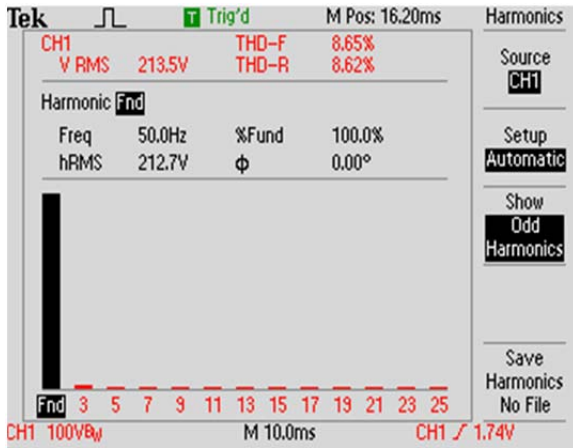 Tek T Trig'd M Pos: 16.20ms Harmonics
CH1 THD–F 8.65%
V RMS 213.5V THD–R 8.62%
Source
CH1
Harmonic Fnd
Freq 50.0Hz %Fund 100.0%
hRMS 212.7V ϕ 0.00°
Setup
Automatic
Show
Odd
Harmonics
Save
Harmonics
No File
Fnd 3 5 7 9 11 13 15 17 19 21 23 25
CH1 100VBW M 10.0ms CH1 1.74V